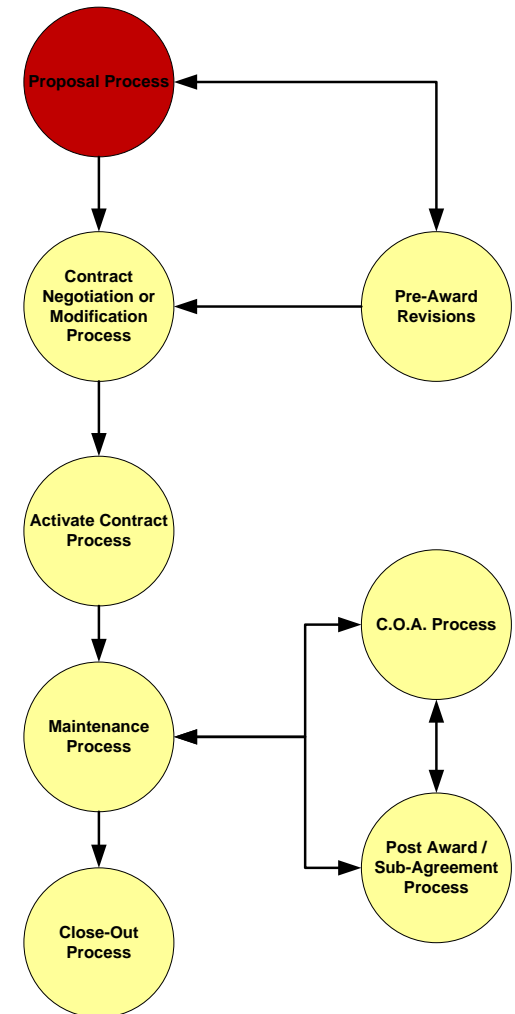 Proposal Process
Contract
Negotiation or
Modification
Process
Pre-Award
Revisions
Activate Contract
Process
C.O.A. Process
Maintenance
Process
Post Award /
Sub-Agreement
Process
Close-Out
Process